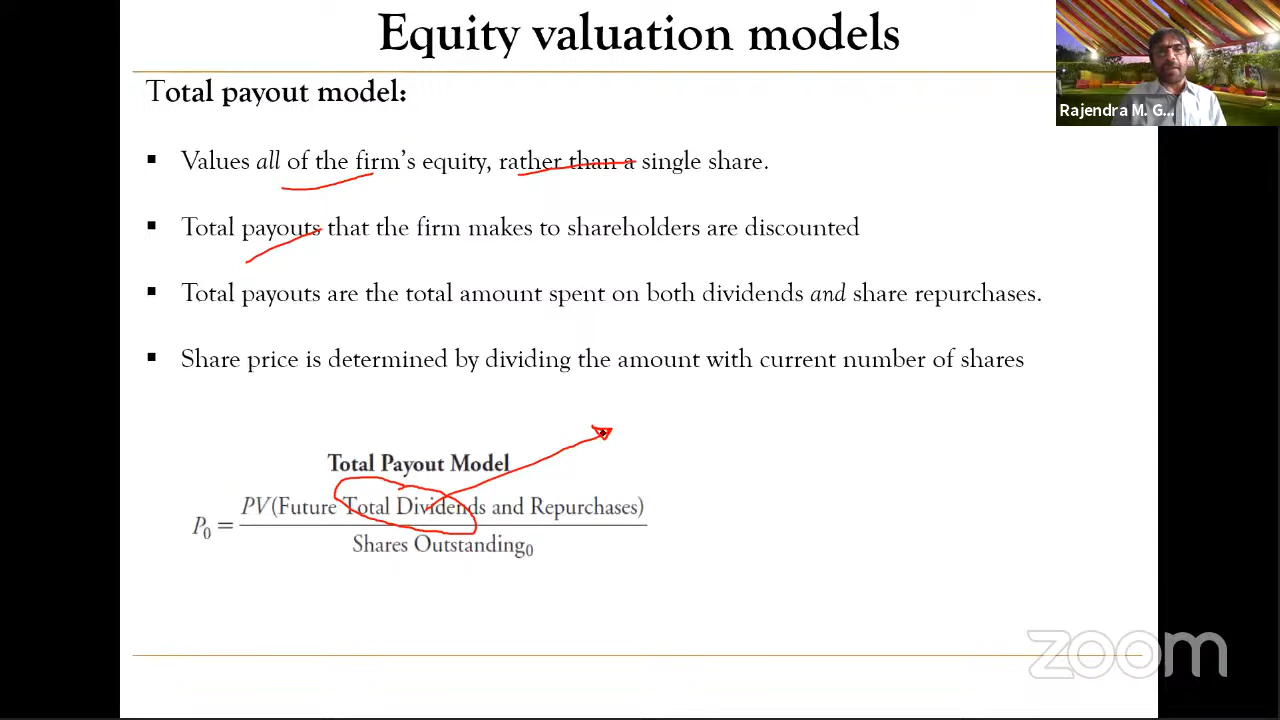 Equity valuation models
Total payout model:
Rajendra M. G...
▪ Values all of the firm's equity, rather than a single share.
▪ Total payouts that the firm makes to shareholders are discounted
▪ Total payouts are the total amount spent on both dividends and share repurchases.
▪ Share price is determined by dividing the amount with current number of shares
Total Payout Model
PV(Future Total Dividends and Repurchases)
P₀ =
Shares Outstanding₀
zoom